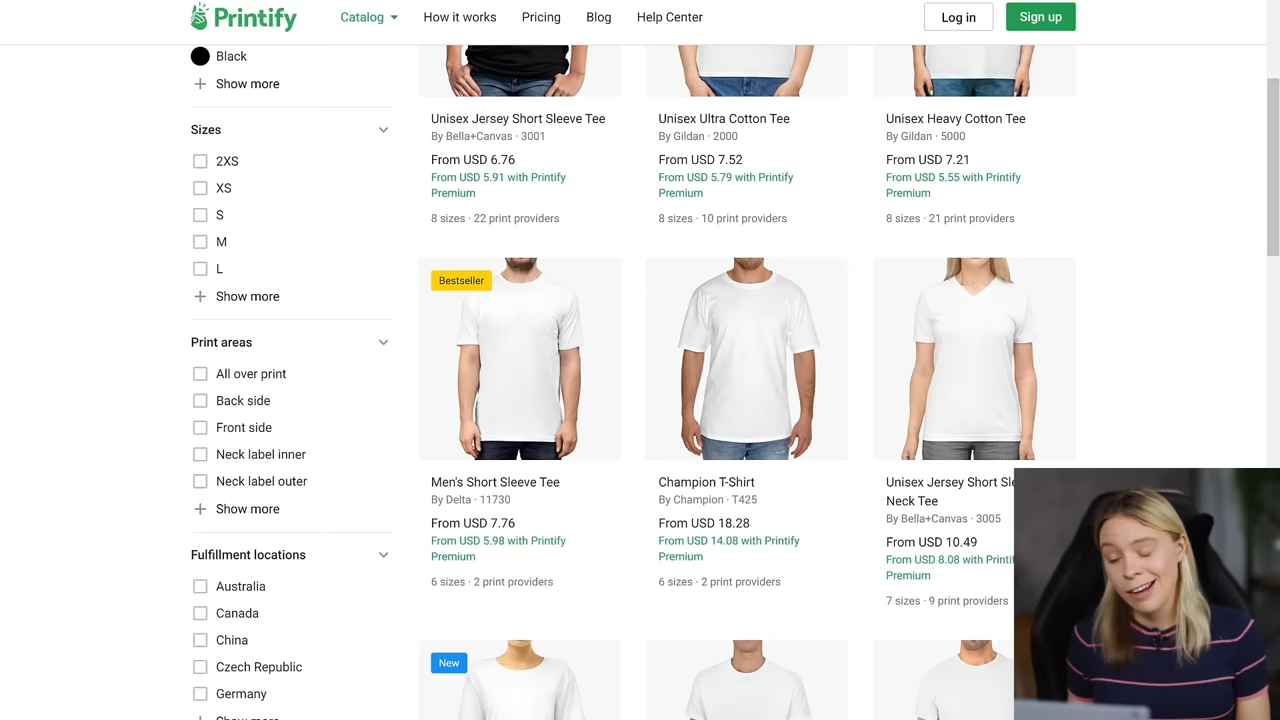 Printify
Catalog
How it works
Pricing
Blog
Help Center
Log in
Sign up
Black
Show more
Sizes
2XS
XS
S
M
L
Show more
Print areas
All over print
Back side
Front side
Neck label inner
Neck label outer
Show more
Fulfillment locations
Australia
Canada
China
Czech Republic
Germany
Unisex Jersey Short Sleeve Tee
By Bella+Canvas · 3001
From USD 6.76
From USD 5.91 with Printify
Premium
8 sizes · 22 print providers
Unisex Ultra Cotton Tee
By Gildan · 2000
From USD 7.52
From USD 5.79 with Printify
Premium
8 sizes · 10 print providers
Unisex Heavy Cotton Tee
By Gildan · 5000
From USD 7.21
From USD 5.55 with Printify
Premium
8 sizes · 21 print providers
Bestseller
Men's Short Sleeve Tee
By Delta · 11730
From USD 7.76
From USD 5.98 with Printify
Premium
6 sizes · 2 print providers
Champion T-Shirt
By Champion · T425
From USD 18.28
From USD 14.08 with Printify
Premium
6 sizes · 2 print providers
Unisex Jersey Short
Neck Tee
By Bella+Canvas · 3005
From USD 10.49
From USD 8.08 with
Premium
7 sizes · 9 print providers
New